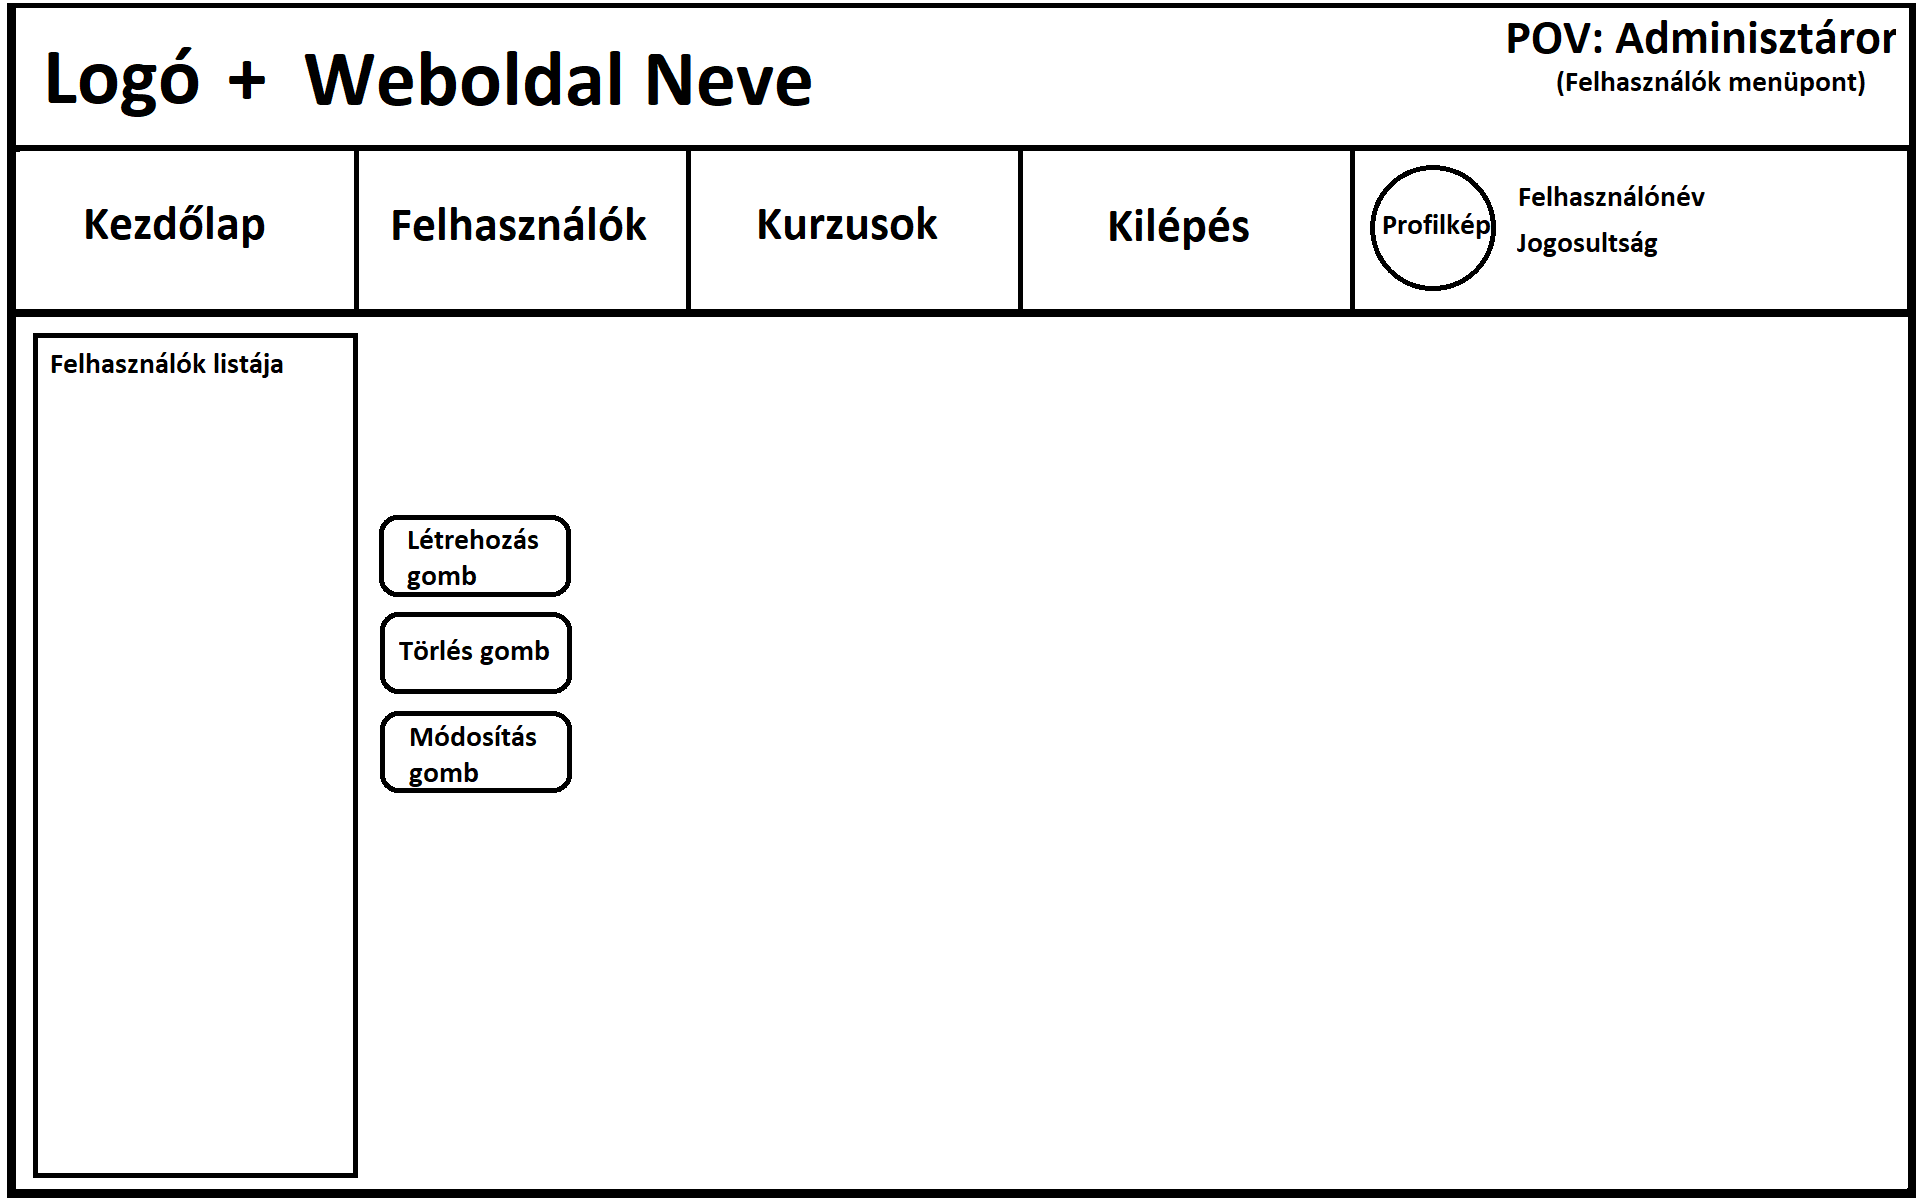 Logó + Weboldal Neve
POV: Adminisztáror
(Felhasználók menüpont)
Kezdőlap
Felhasználók
Kurzusok
Kilépés
Profilkép
Felhasználónév
Jogosultság
Felhasználók listája
Létrehozás
gomb
Törlés gomb
Módosítás
gomb